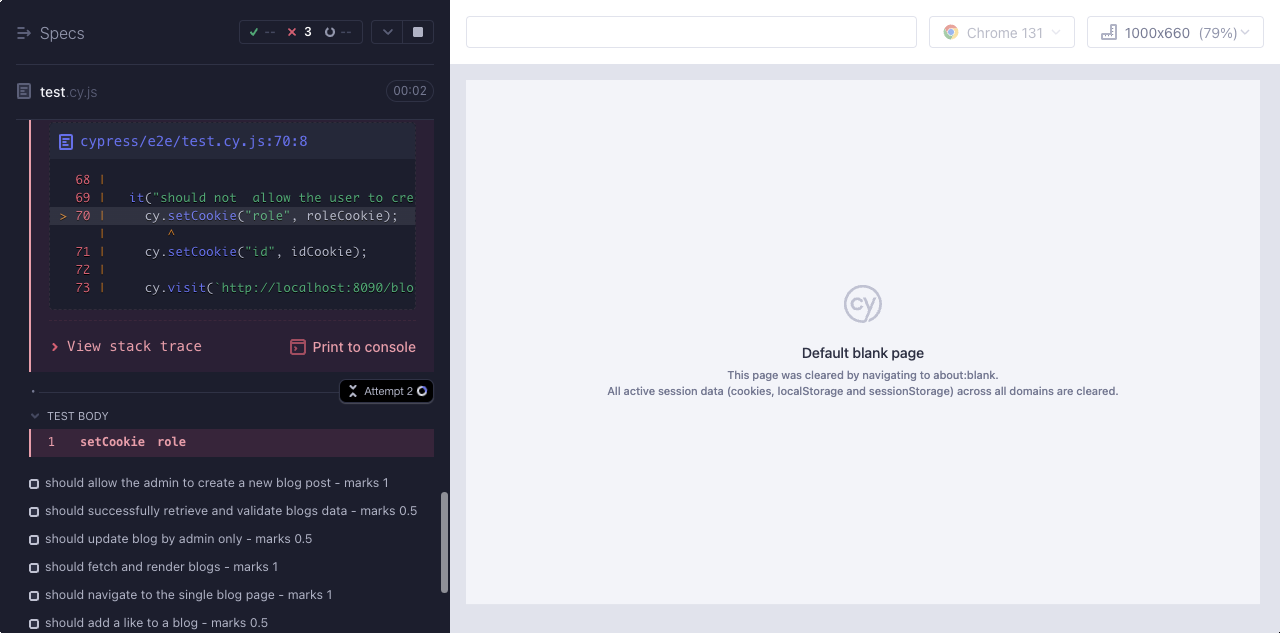 Specs
-- 3 --
Chrome 131
1000x660 (79%)
test.cy.js
00:02
cypress/e2e/test.cy.js:70:8
68 |
69 | it("should not  allow the user to cre
> 70 | cy.setCookie("role", roleCookie);
| ^
71 | cy.setCookie("id", idCookie);
72 |
73 | cy.visit(`http://localhost:8090/blo
View stack trace
Print to console
Attempt 2
TEST BODY
1 setCookie role
should allow the admin to create a new blog post - marks 1
should successfully retrieve and validate blogs data - marks 0.5
should update blog by admin only - marks 0.5
should fetch and render blogs - marks 1
should navigate to the single blog page - marks 1
should add a like to a blog - marks 0.5
cy
Default blank page
This page was cleared by navigating to about:blank.
All active session data (cookies, localStorage and sessionStorage) across all domains are cleared.